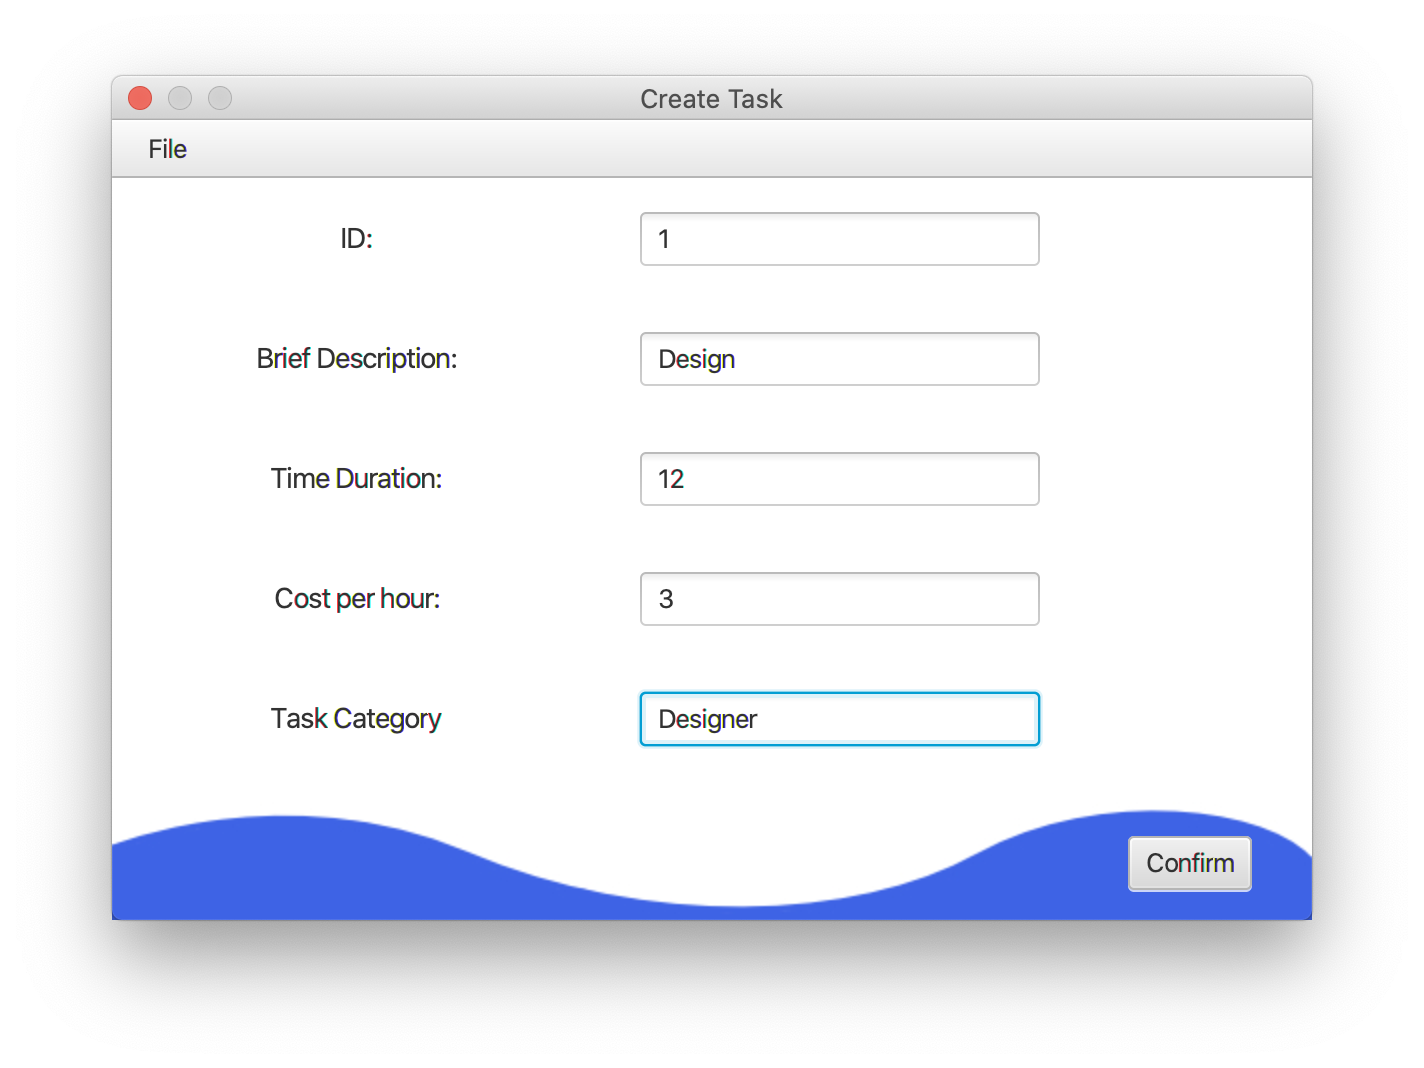 Create Task
File
ID:
1
Brief Description:
Design
Time Duration:
12
Cost per hour:
3
Task Category
Designer
Confirm